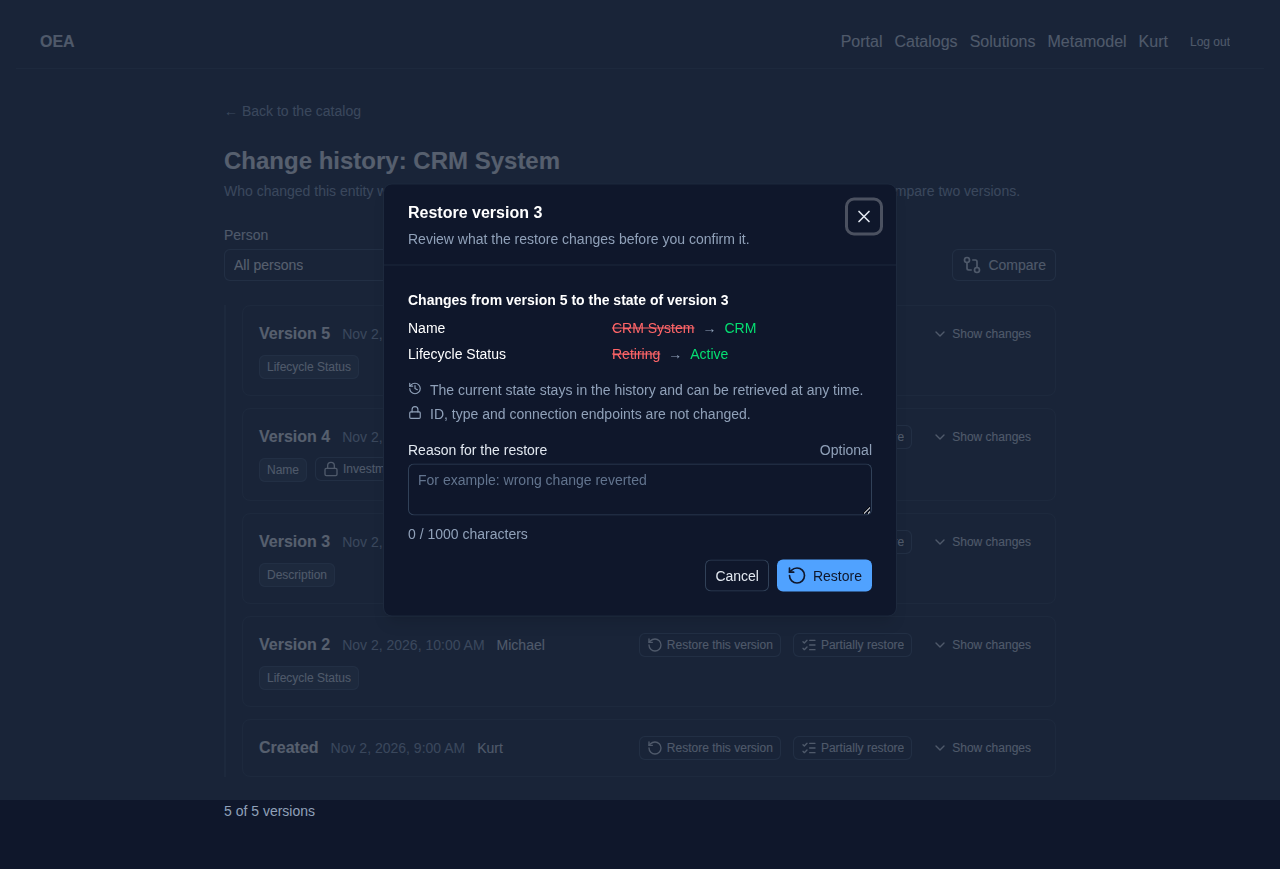 OEA
Portal Catalogs Solutions Metamodel Kurt Log out
← Back to the catalog
Change history: CRM System
Who changed this entity
mpare two versions.
Person
All persons
Compare
Version 5 Nov 2,
Show changes
Lifecycle Status
Version 4 Nov 2,
Show changes
Name
Version 3 Nov 2,
Show changes
Description
Restore version 3
Review what the restore changes before you confirm it.
Changes from version 5 to the state of version 3
Name CRM System → CRM
Lifecycle Status Retiring → Active
The current state stays in the history and can be retrieved at any time.
ID, type and connection endpoints are not changed.
Reason for the restore Optional
For example: wrong change reverted
0 / 1000 characters
Cancel Restore
Version 2 Nov 2, 2026, 10:00 AM Michael Restore this version Partially restore Show changes
Lifecycle Status
Created Nov 2, 2026, 9:00 AM Kurt Restore this version Partially restore Show changes
5 of 5 versions